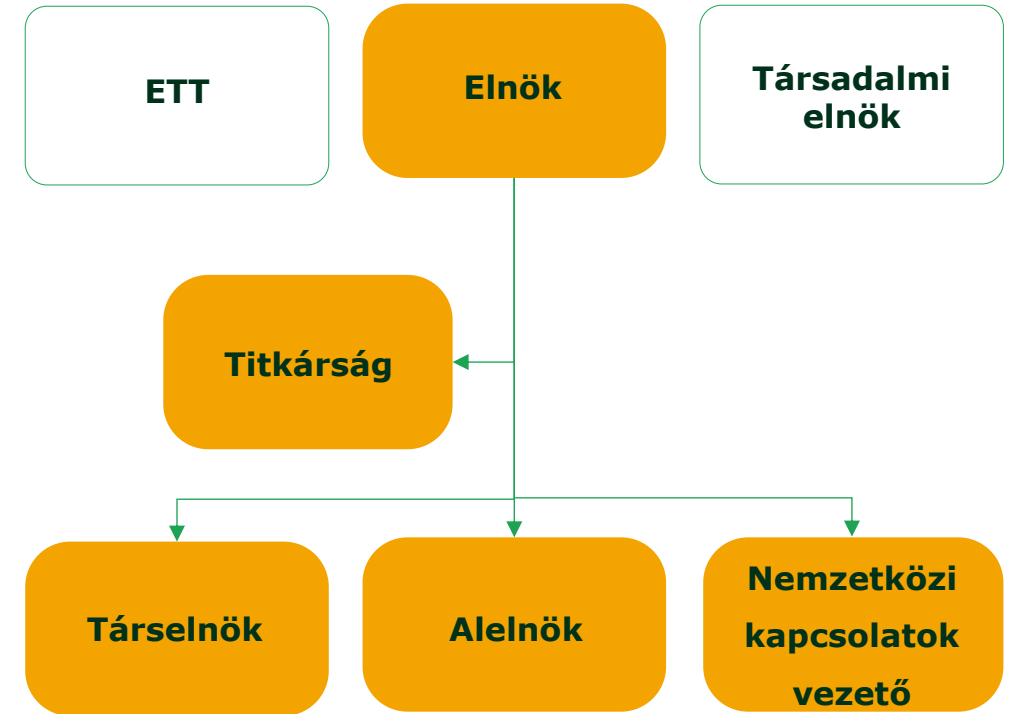 ETT
Elnök
Társadalmi
elnök
Titkárság
Társelnök
Alelnök
Nemzetközi
kapcsolatok
vezető